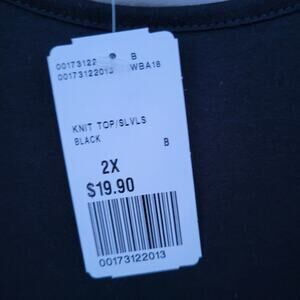 00173122 B
00173122013 WBA18
KNIT TOP/SLVLS
BLACK B
2X
$19.90
00173122013